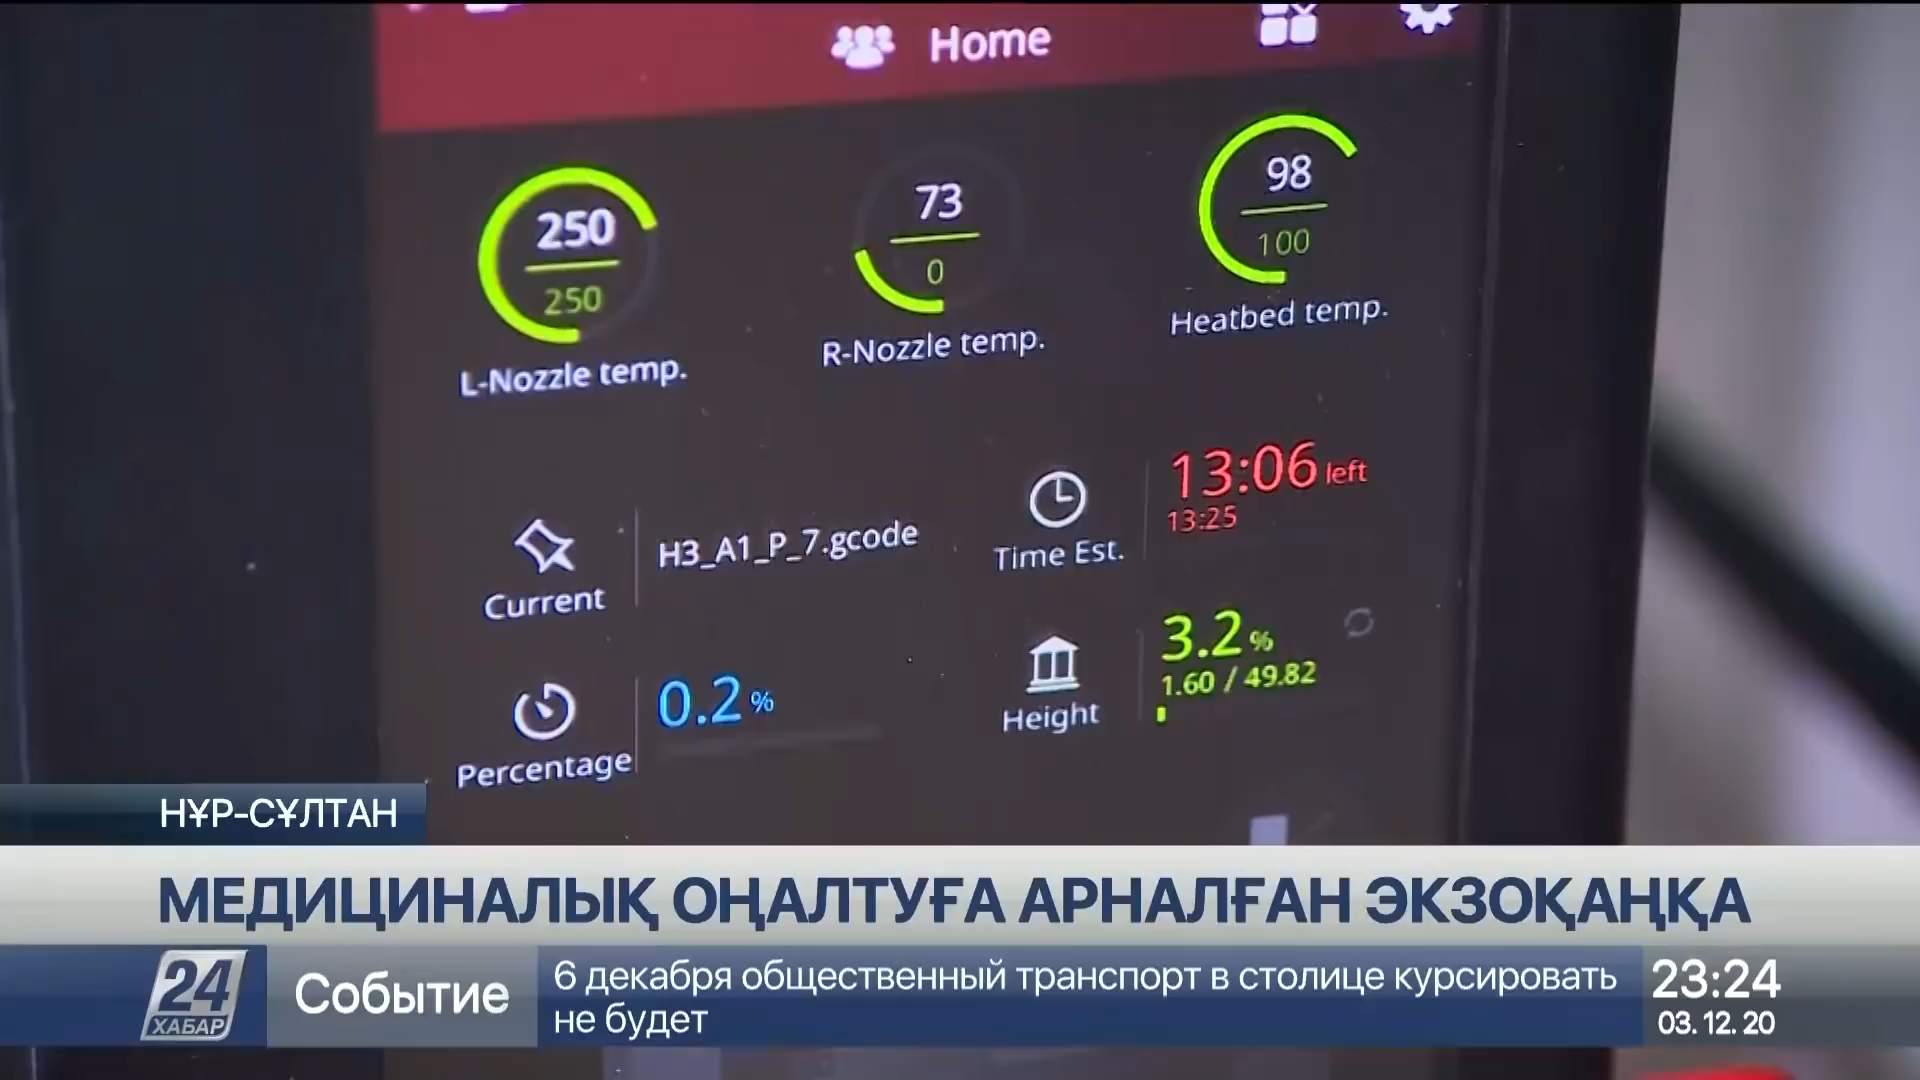 Home
250
250
L-Nozzle temp.
73
0
R-Nozzle temp.
98
100
Heatbed temp.
Current
H3_A1_P_7.gcode
Time Est.
13:06 left
13:25
Percentage
0.2 %
Height
3.2 %
1.60 / 49.82
НҰР-СҰЛТАН
МЕДИЦИНАЛЫҚ ОҢАЛТУҒА АРНАЛҒАН ЭКЗОҚАҢҚА
24
ХАБАР
Событие
6 декабря общественный транспорт в столице курсировать
не будет
23:24
03. 12. 20